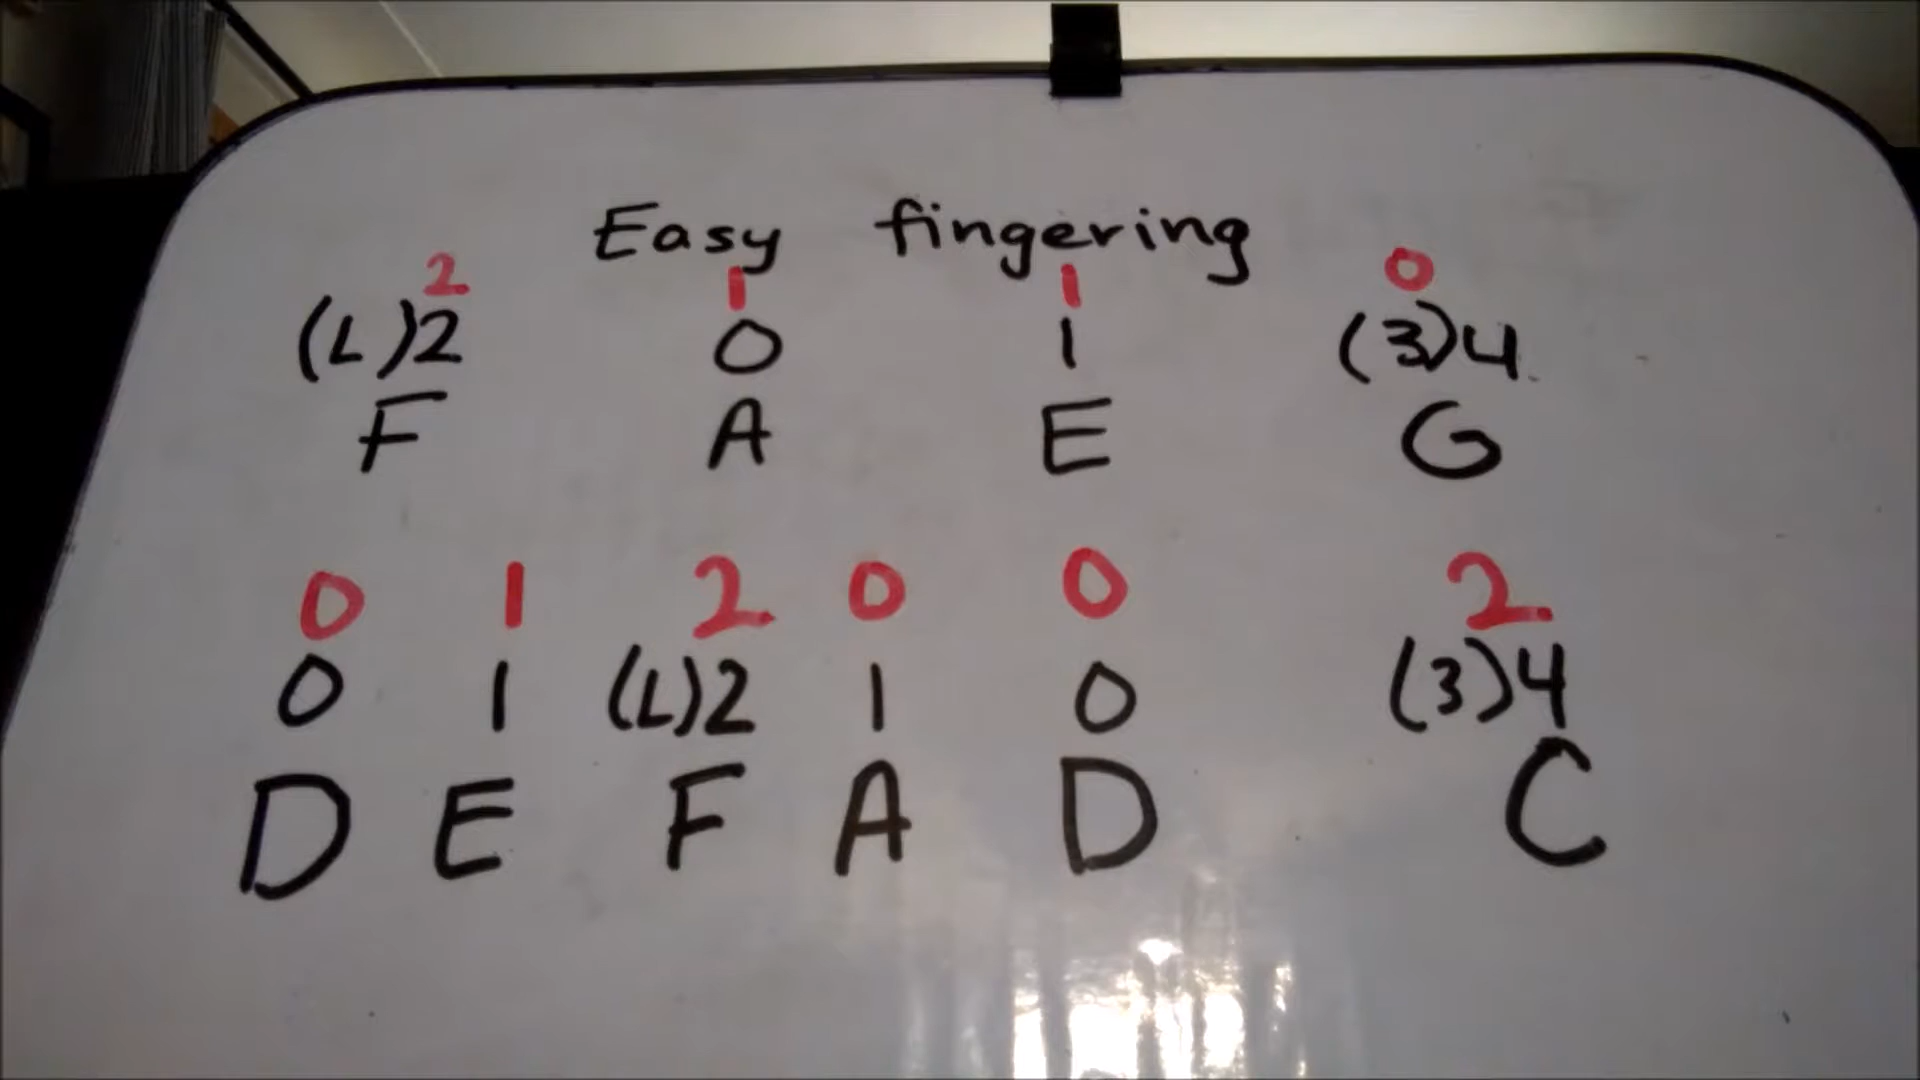 Easy fingering
2 1 1 0
(L)2 0 1 (3)4
F A E G
0 1 2 0 0 2
0 1 (L)2 1 0 (3)4
D E F A D C